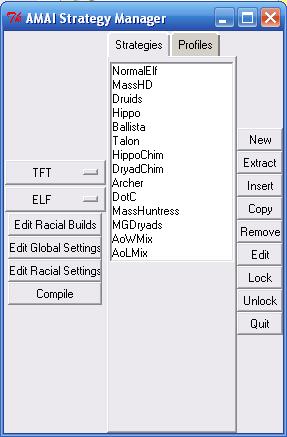 AMAI Strategy Manager
Strategies
Profiles
NormalElf
MassHD
Druids
Hippo
Ballista
Talon
HippoChim
DryadChim
Archer
DotC
MassHuntress
MGDryads
AoWMix
AoLMix
TFT
ELF
Edit Racial Builds
Edit Global Settings
Edit Racial Settings
Compile
New
Extract
Insert
Copy
Remove
Edit
Lock
Unlock
Quit